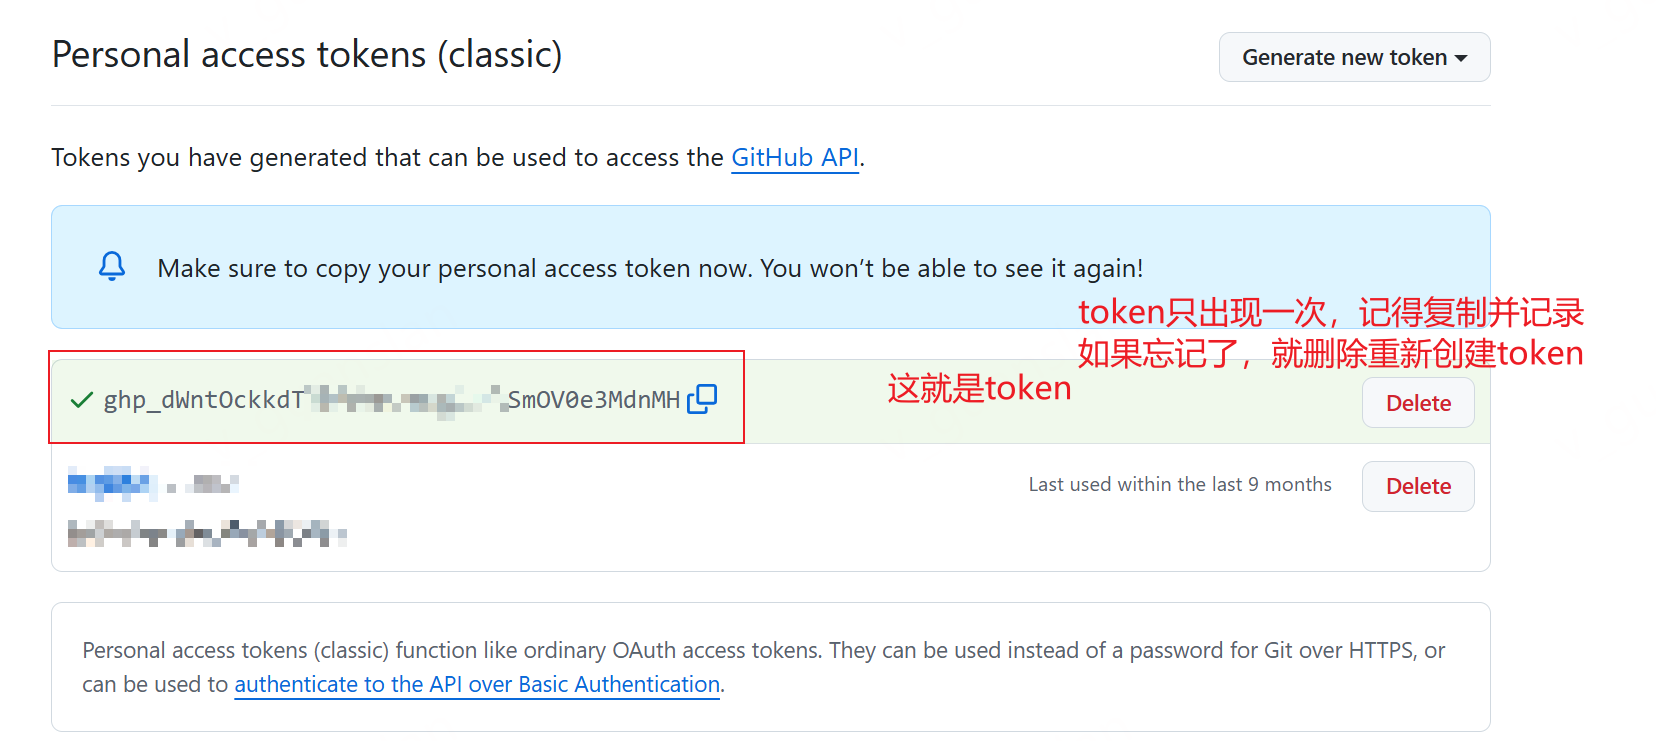 Personal access tokens (classic)
Generate new token
Tokens you have generated that can be used to access the GitHub API.
Make sure to copy your personal access token now. You won’t be able to see it again!
token只出现一次，记得复制并记录
如果忘记了，就删除重新创建token
ghp_dWntOckkdT SmOV0e3MdnMH
这就是token
Delete
Last used within the last 9 months
Delete
Personal access tokens (classic) function like ordinary OAuth access tokens. They can be used instead of a password for Git over HTTPS, or
can be used to authenticate to the API over Basic Authentication.